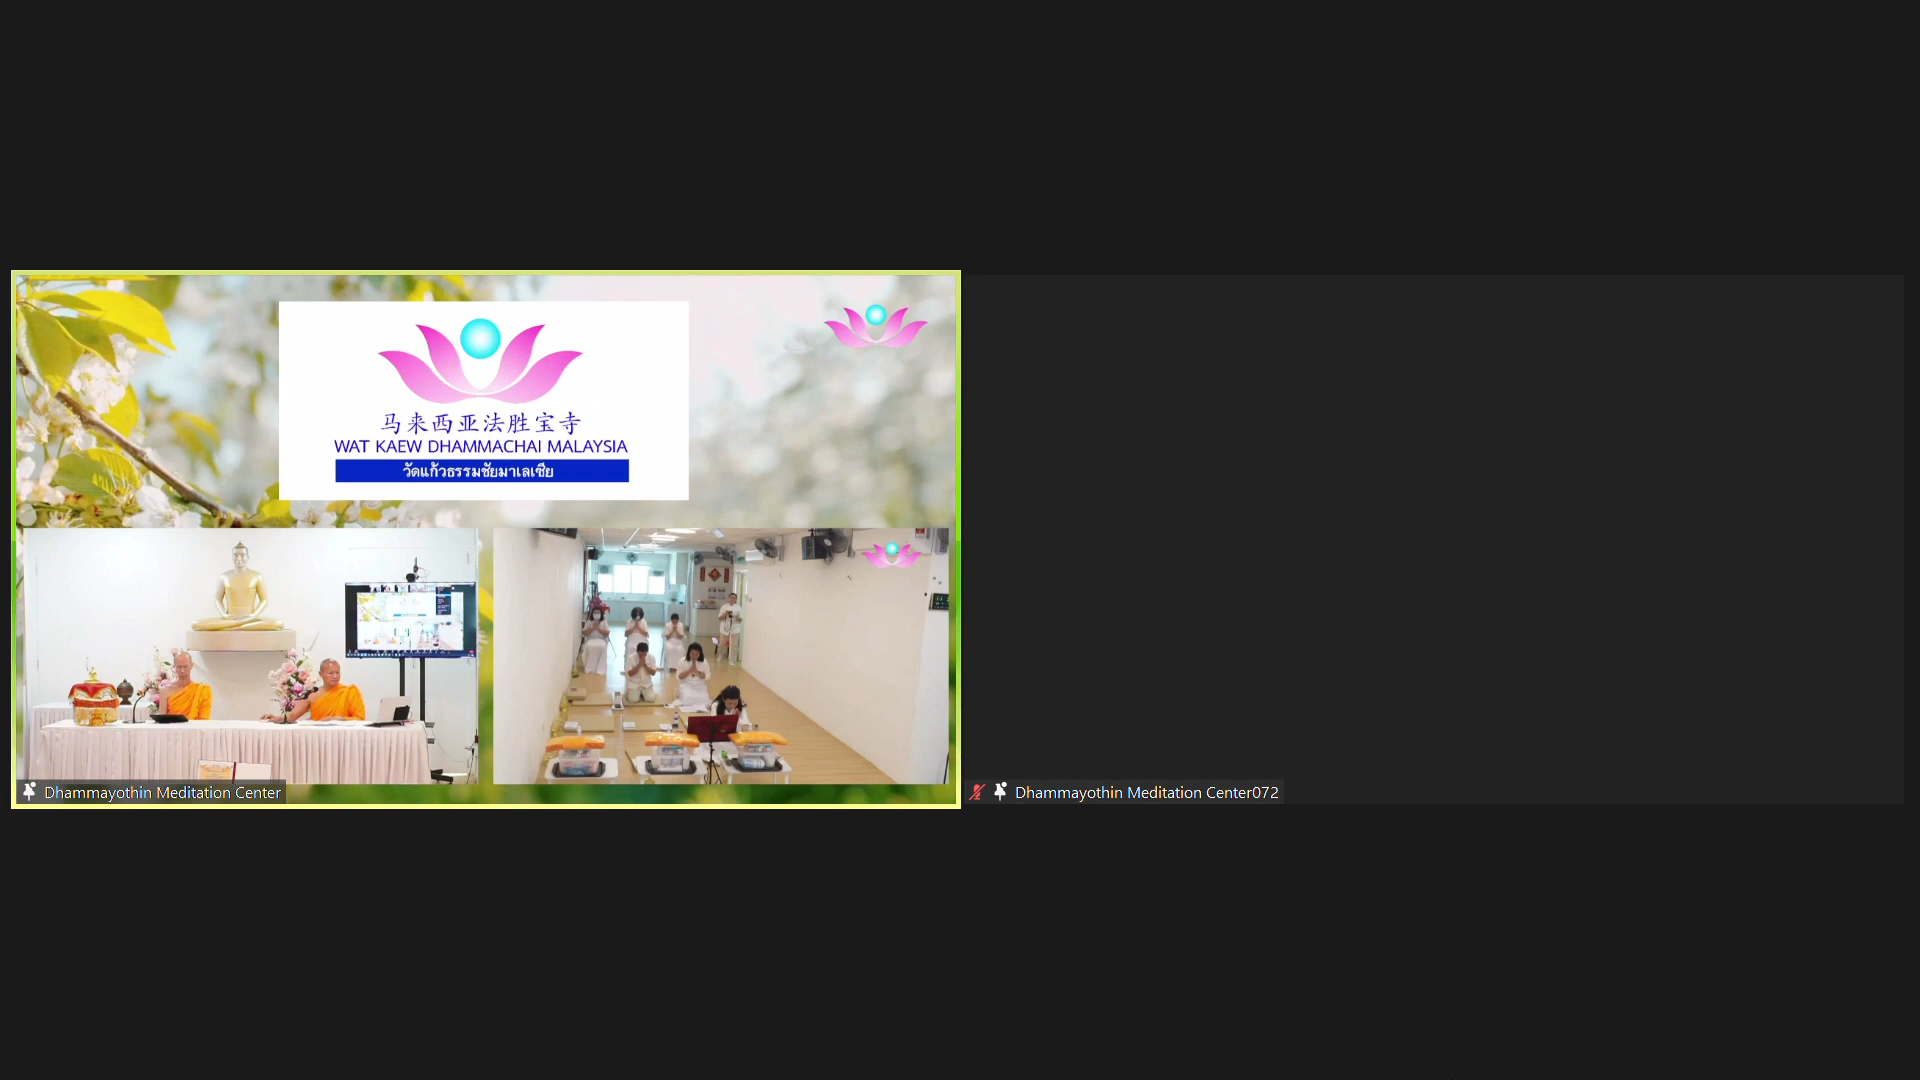 马来西亚法胜宝寺
WAT KAEW DHAMMACHAI MALAYSIA
วัดแก้วธรรมชัยมาเลเซีย
Dhammayothin Meditation Center
Dhammayothin Meditation Center072